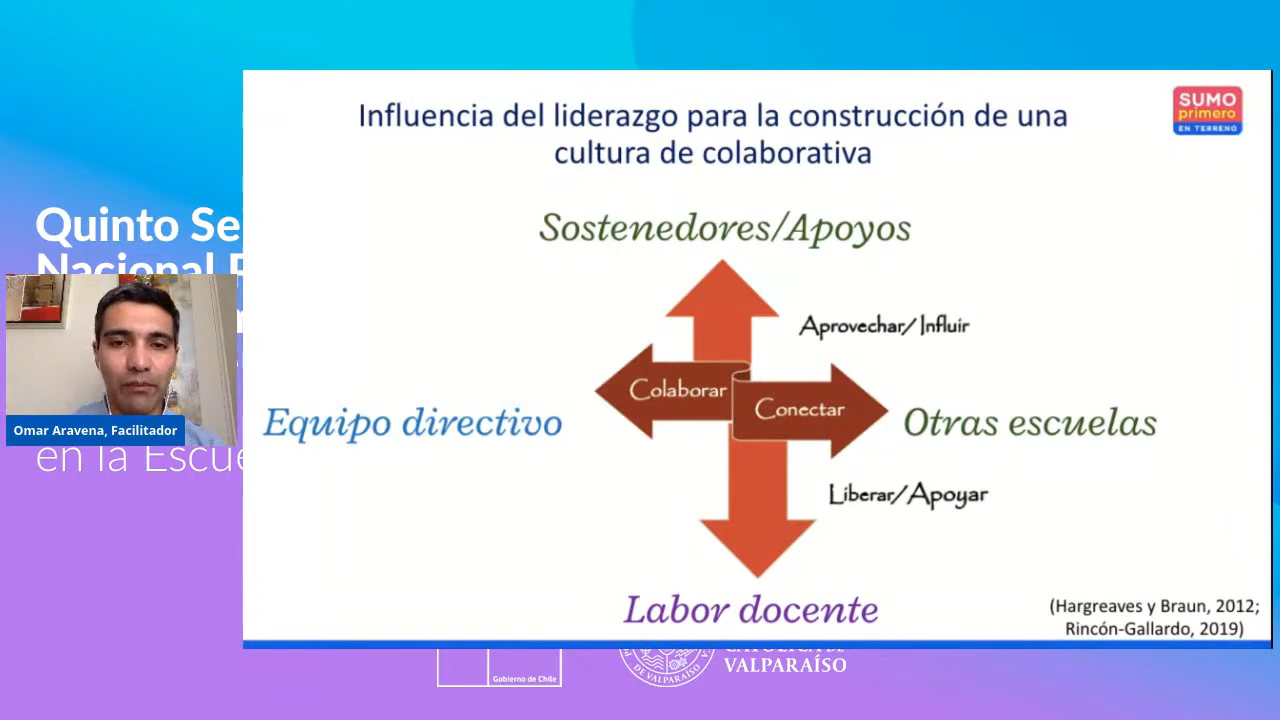 Influencia del liderazgo para la construcción de una
cultura de colaborativa
SUMO
primero
EN TERRENO
Sostenedores/Apoyos
Aprovechar/Influir
Colaborar
Conectar
Equipo directivo
Otras escuelas
Liberar/Apoyar
Labor docente
(Hargreaves y Braun, 2012;
Rincón-Gallardo, 2019)
Quinto Se
Nacional
Omar Aravena, Facilitador
en la Escue
Gobierno de Chile
VALPARAÍSO